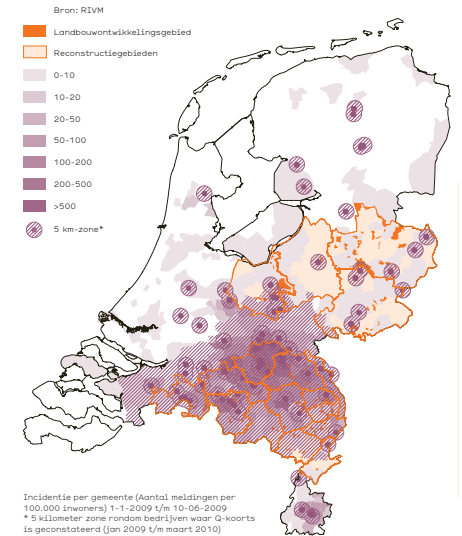 Bron: RIVM
Landbouwontwikkelingsgebied
Reconstructiegebieden
0-10
10-20
20-50
50-100
100-200
200-500
>500
5 km-zone*
Incidentie per gemeente (Aantal meldingen per
100.000 inwoners) 1-1-2009 t/m 10-06-2009
* 5 kilometer zone rondom bedrijven waar Q-koorts
is geconstateerd (jan 2009 t/m maart 2010)